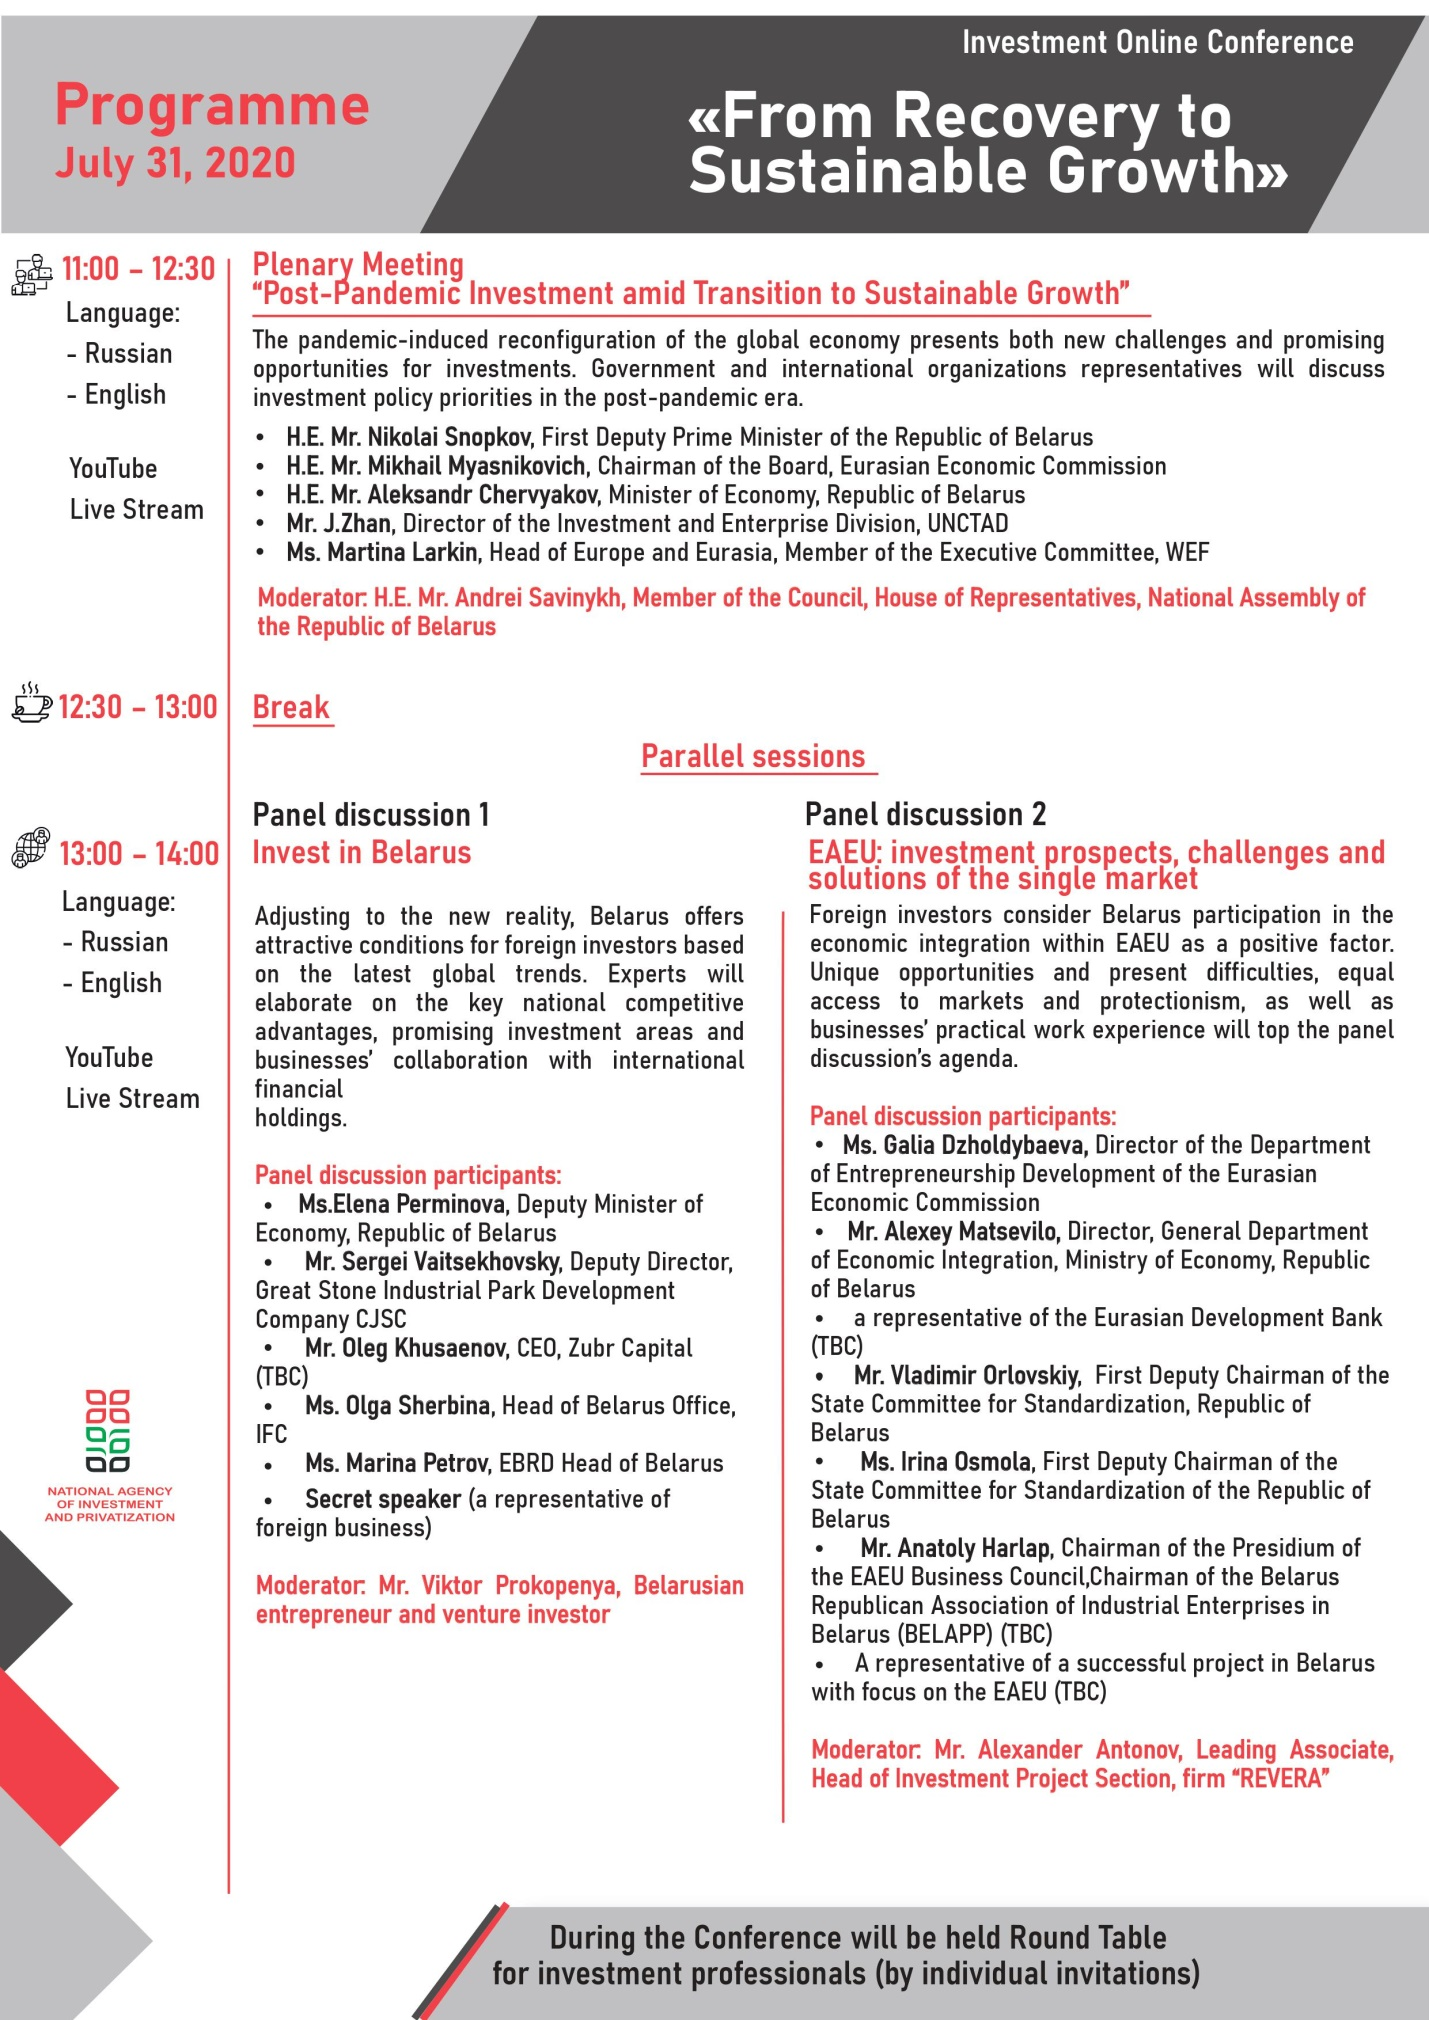 Investment Online Conference
Programme
July 31, 2020
«From Recovery to
Sustainable Growth»
11:00 – 12:30
Language:
- Russian
- English
YouTube
Live Stream
Plenary Meeting
“Post-Pandemic Investment amid Transition to Sustainable Growth”
The pandemic-induced reconfiguration of the global economy presents both new challenges and promising
opportunities for investments. Government and international organizations representatives will discuss
investment policy priorities in the post-pandemic era.
• H.E. Mr. Nikolai Snopkov, First Deputy Prime Minister of the Republic of Belarus
• H.E. Mr. Mikhail Myasnikovich, Chairman of the Board, Eurasian Economic Commission
• H.E. Mr. Aleksandr Chervyakov, Minister of Economy, Republic of Belarus
• Mr. J.Zhan, Director of the Investment and Enterprise Division, UNCTAD
• Ms. Martina Larkin, Head of Europe and Eurasia, Member of the Executive Committee, WEF
Moderator: H.E. Mr. Andrei Savinykh, Member of the Council, House of Representatives, National Assembly of
the Republic of Belarus
12:30 – 13:00
Break
Parallel sessions
13:00 – 14:00
Language:
- Russian
- English
YouTube
Live Stream
Panel discussion 1
Invest in Belarus
Adjusting to the new reality, Belarus offers
attractive conditions for foreign investors based
on the latest global trends. Experts will
elaborate on the key national competitive
advantages, promising investment areas and
businesses’ collaboration with international
financial
holdings.
Panel discussion participants:
• Ms.Elena Perminova, Deputy Minister of
Economy, Republic of Belarus
• Mr. Sergei Vaitsekhovsky, Deputy Director,
Great Stone Industrial Park Development
Company CJSC
• Mr. Oleg Khusaenov, CEO, Zubr Capital
(TBC)
• Ms. Olga Sherbina, Head of Belarus Office,
IFC
• Ms. Marina Petrov, EBRD Head of Belarus
• Secret speaker (a representative of
foreign business)
Moderator: Mr. Viktor Prokopenya, Belarusian
entrepreneur and venture investor
Panel discussion 2
EAEU: investment prospects, challenges and
solutions of the single market
Foreign investors consider Belarus participation in the
economic integration within EAEU as a positive factor.
Unique opportunities and present difficulties, equal
access to markets and protectionism, as well as
businesses’ practical work experience will top the panel
discussion’s agenda.
Panel discussion participants:
• Ms. Galia Dzholdybaeva, Director of the Department
of Entrepreneurship Development of the Eurasian
Economic Commission
• Mr. Alexey Matsevilo, Director, General Department
of Economic Integration, Ministry of Economy, Republic
of Belarus
• a representative of the Eurasian Development Bank
(TBC)
• Mr. Vladimir Orlovskiy, First Deputy Chairman of the
State Committee for Standardization, Republic of
Belarus
• Ms. Irina Osmola, First Deputy Chairman of the
State Committee for Standardization of the Republic of
Belarus
• Mr. Anatoly Harlap, Chairman of the Presidium of
the EAEU Business Council,Chairman of the Belarus
Republican Association of Industrial Enterprises in
Belarus (BELAPP) (TBC)
• A representative of a successful project in Belarus
with focus on the EAEU (TBC)
Moderator: Mr. Alexander Antonov, Leading Associate,
Head of Investment Project Section, firm “REVERA”
NATIONAL AGENCY
OF INVESTMENT
AND PRIVATIZATION
During the Conference will be held Round Table
for investment professionals (by individual invitations)